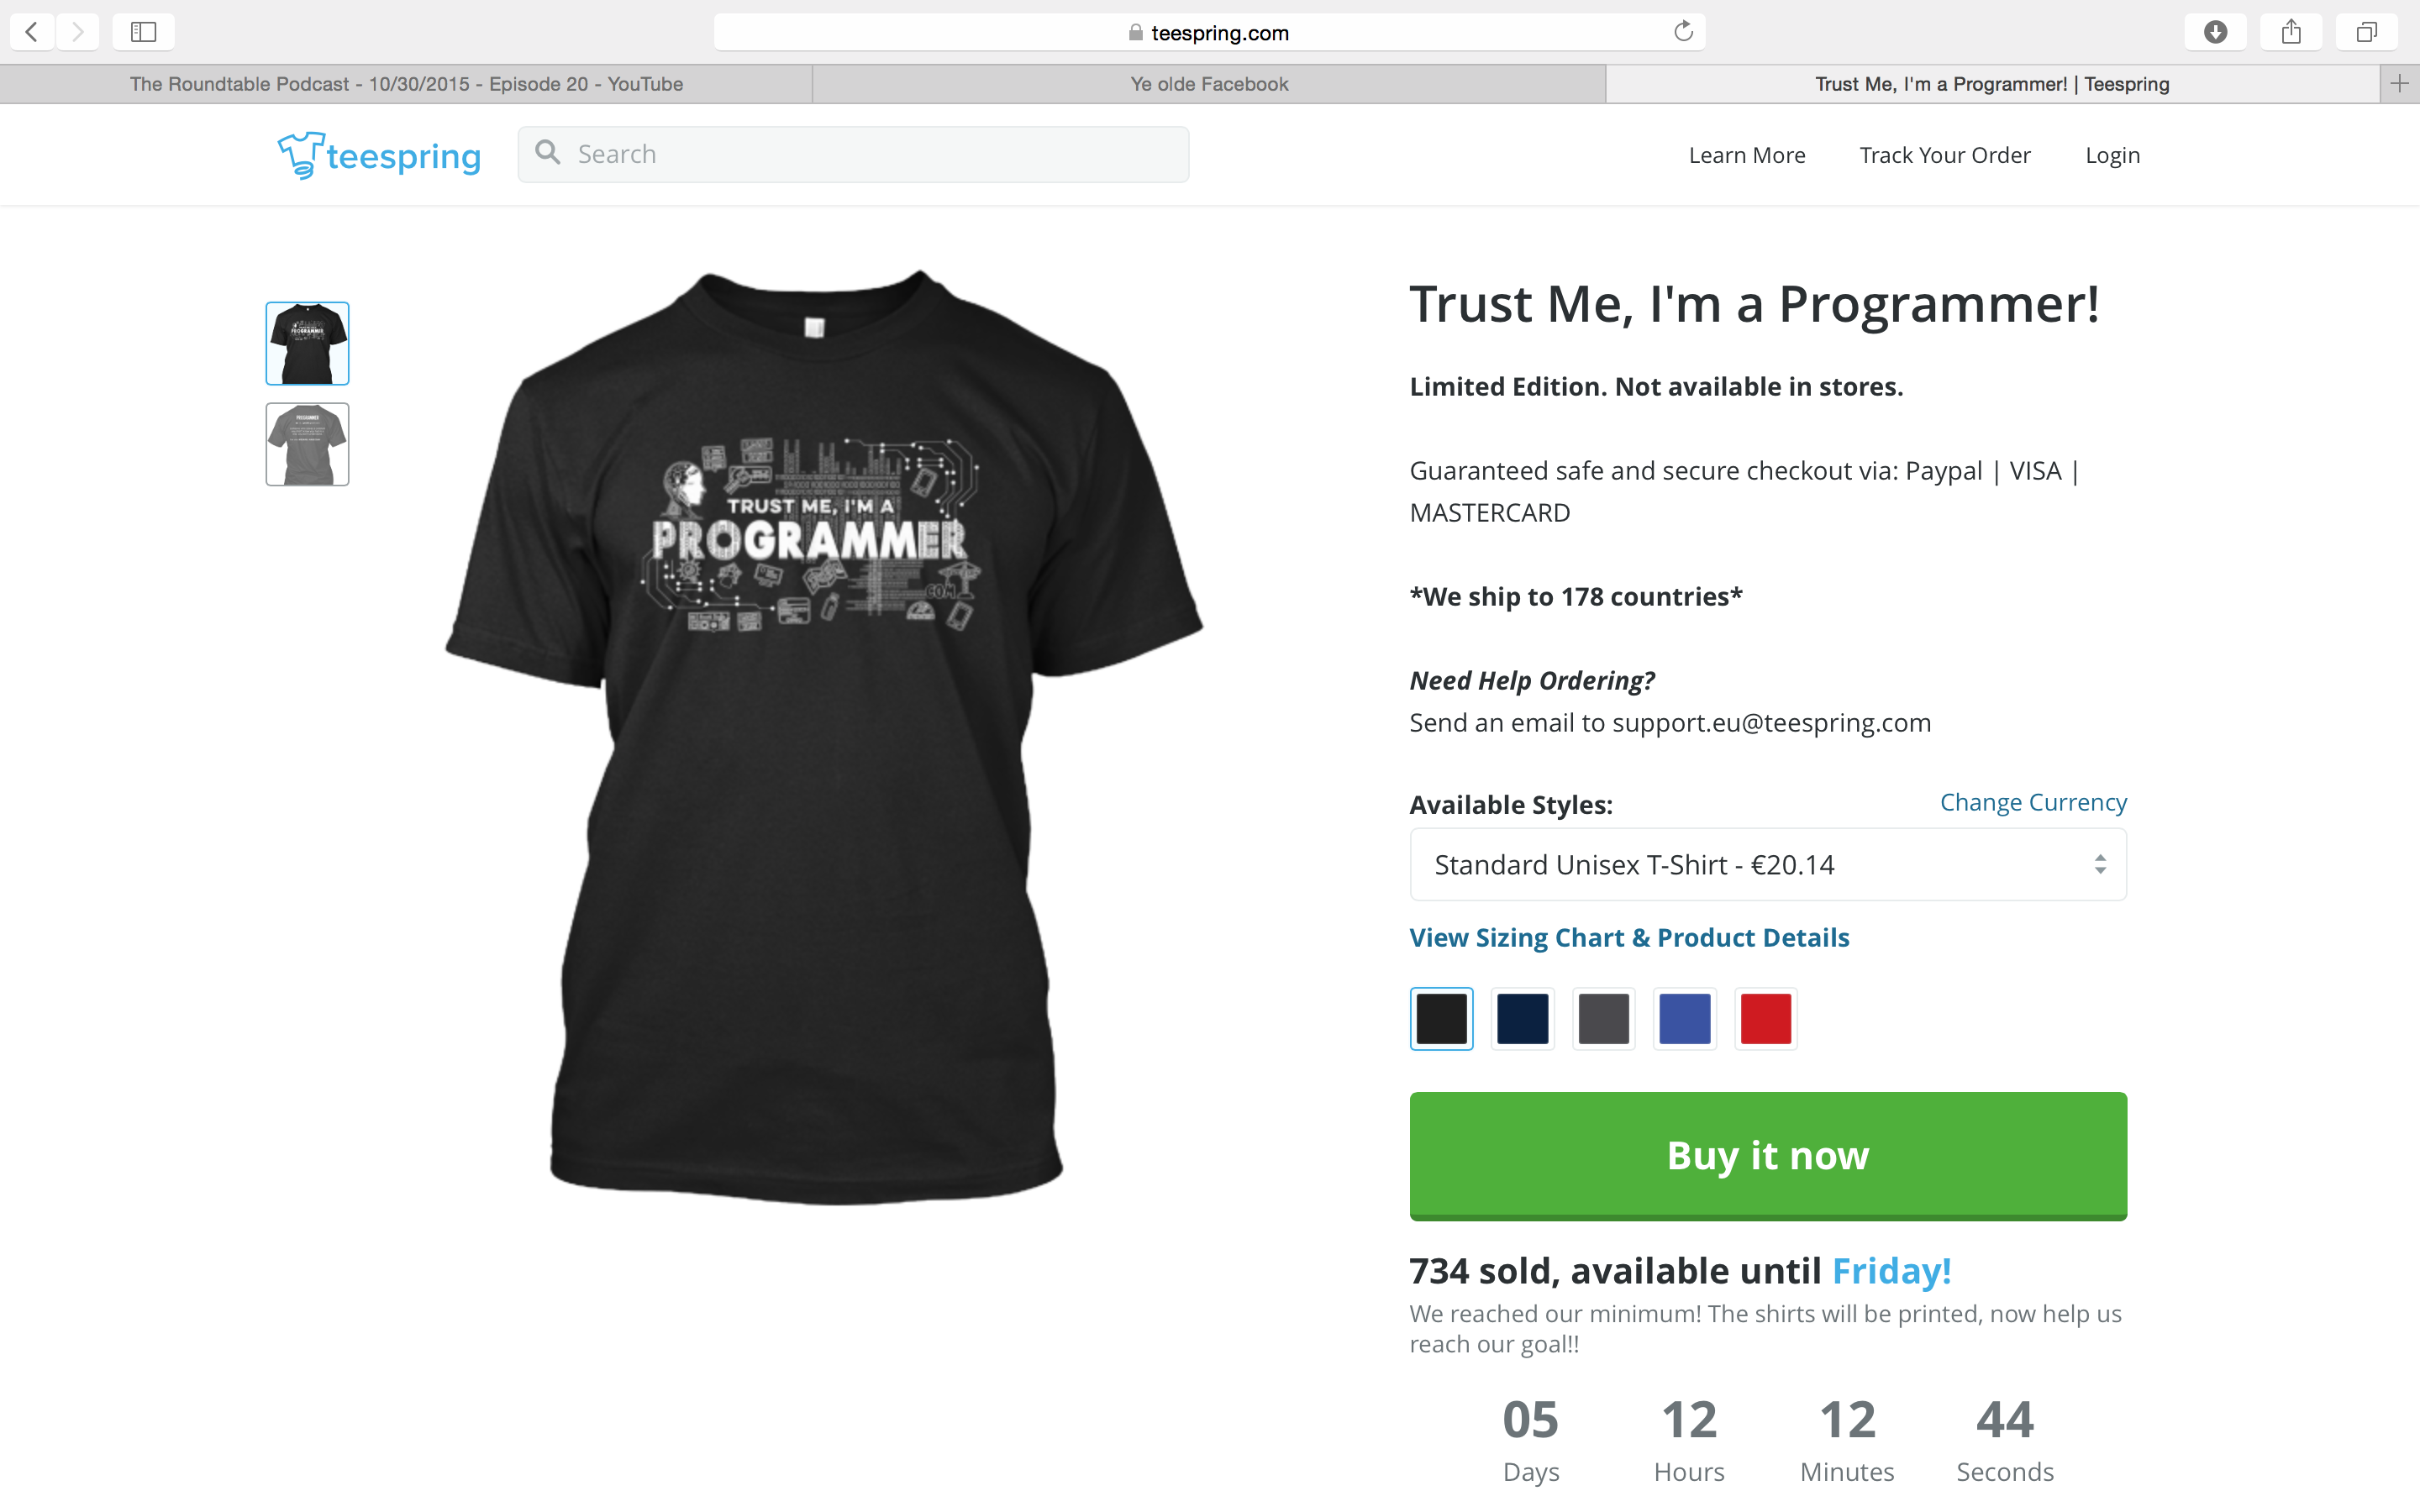 teespring.com
The Roundtable Podcast - 10/30/2015 - Episode 20 - YouTube
Ye olde Facebook
Trust Me, I'm a Programmer! | Teespring
teespring
Search
Learn More
Track Your Order
Login
PROGRAMMER
TRUST ME, I'M A
PROGRAMMER
.COM
Trust Me, I'm a Programmer!
Limited Edition. Not available in stores.
Guaranteed safe and secure checkout via: Paypal | VISA |
MASTERCARD
*We ship to 178 countries*
Need Help Ordering?
Send an email to support.eu@teespring.com
Available Styles:
Change Currency
Standard Unisex T-Shirt - €20.14
View Sizing Chart & Product Details
Buy it now
734 sold, available until Friday!
We reached our minimum! The shirts will be printed, now help us
reach our goal!!
05 12 12 44
Days Hours Minutes Seconds